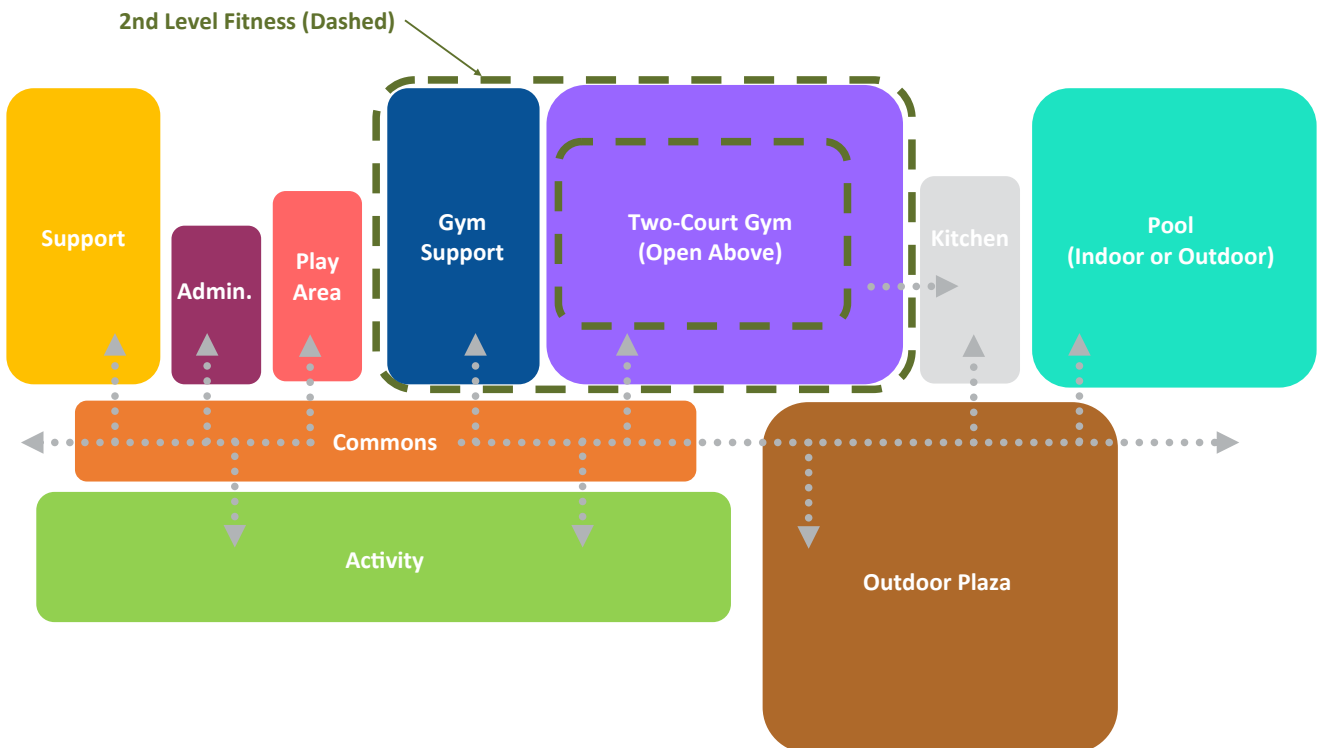 2nd Level Fitness (Dashed)
Support
Admin.
Play
Area
Gym
Support
Two-Court Gym
(Open Above)
Kitchen
Pool
(Indoor or Outdoor)
Commons
Activity
Outdoor Plaza